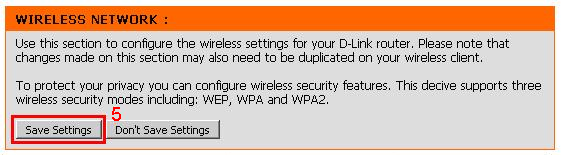 WIRELESS NETWORK :
Use this section to configure the wireless settings for your D-Link router. Please note that
changes made on this section may also need to be duplicated on your wireless client.
To protect your privacy you can configure wireless security features. This decive supports three
wireless security modes including: WEP, WPA and WPA2.
5
Save Settings Don't Save Settings